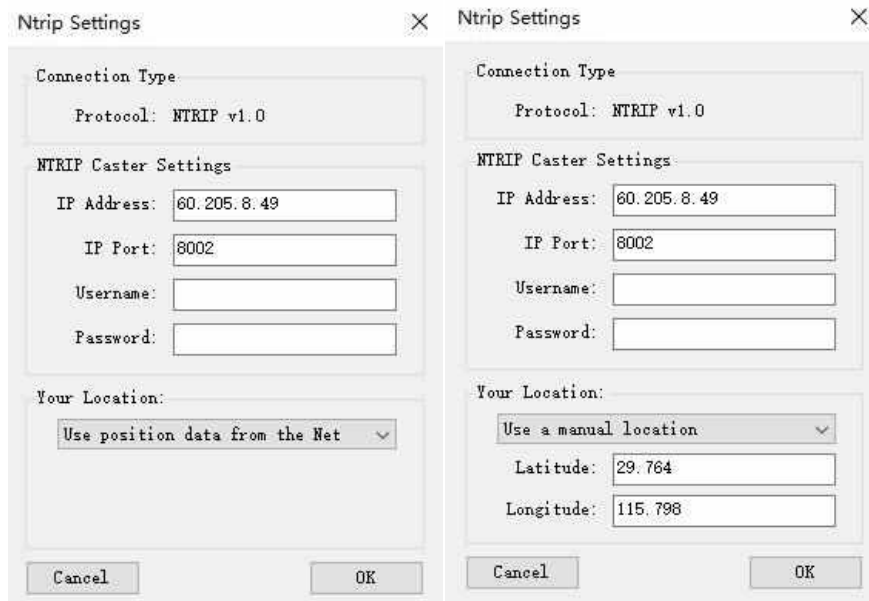 Ntrip Settings
Connection Type
Protocol: NTRIP v1.0
NTRIP Caster Settings
IP Address: 60.205.8.49
IP Port: 8002
Username:
Password:
Your Location:
Use position data from the Net
Cancel OK
Ntrip Settings
Connection Type
Protocol: NTRIP v1.0
NTRIP Caster Settings
IP Address: 60.205.8.49
IP Port: 8002
Username:
Password:
Your Location:
Use a manual location
Latitude: 29.764
Longitude: 115.798
Cancel OK